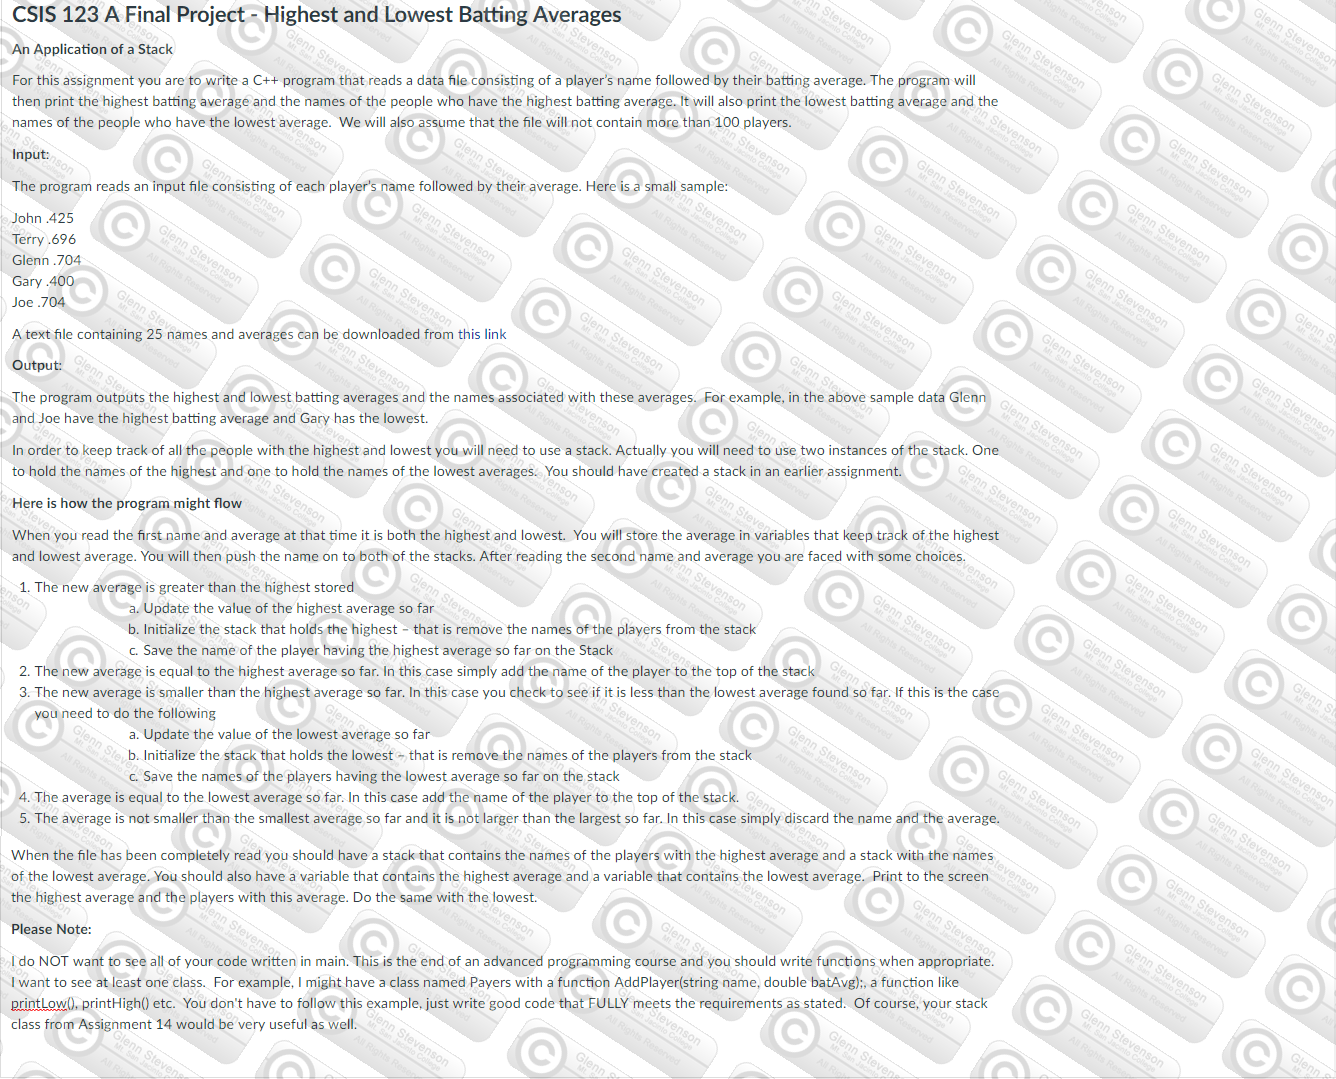 CSIS 123 A Final Project - Highest and Lowest Batting Averages
An Application of a Stack
For this assignment you are to write a C++ program that reads a data file consisting of a player's name followed by their batting average. The program will
then print the highest batting average and the names of the people who have the highest batting average. It will also print the lowest batting average and the
names of the people who have the lowest average.  We will also assume that the file will not contain more than 100 players.
Input:
The program reads an input file consisting of each player's name followed by their average. Here is a small sample:
John .425
Terry .696
Glenn .704
Gary .400
Joe .704
A text file containing 25 names and averages can be downloaded from this link
Output:
The program outputs the highest and lowest batting averages and the names associated with these averages.  For example, in the above sample data Glenn
and Joe have the highest batting average and Gary has the lowest.
In order to keep track of all the people with the highest and lowest you will need to use a stack. Actually you will need to use two instances of the stack. One
to hold the names of the highest and one to hold the names of the lowest averages.  You should have created a stack in an earlier assignment.
Here is how the program might flow
When you read the first name and average at that time it is both the highest and lowest.  You will store the average in variables that keep track of the highest
and lowest average. You will then push the name on to both of the stacks. After reading the second name and average you are faced with some choices.
1. The new average is greater than the highest stored
a. Update the value of the highest average so far
b. Initialize the stack that holds the highest – that is remove the names of the players from the stack
c. Save the name of the player having the highest average so far on the Stack
2. The new average is equal to the highest average so far. In this case simply add the name of the player to the top of the stack
3. The new average is smaller than the highest average so far. In this case you check to see if it is less than the lowest average found so far. If this is the case
you need to do the following
a. Update the value of the lowest average so far
b. Initialize the stack that holds the lowest – that is remove the names of the players from the stack
c. Save the names of the players having the lowest average so far on the stack
4. The average is equal to the lowest average so far. In this case add the name of the player to the top of the stack.
5. The average is not smaller than the smallest average so far and it is not larger than the largest so far. In this case simply discard the name and the average.
When the file has been completely read you should have a stack that contains the names of the players with the highest average and a stack with the names
of the lowest average. You should also have a variable that contains the highest average and a variable that contains the lowest average.  Print to the screen
the highest average and the players with this average. Do the same with the lowest.
Please Note:
I do NOT want to see all of your code written in main. This is the end of an advanced programming course and you should write functions when appropriate.
I want to see at least one class.  For example, I might have a class named Payers with a function AddPlayer(string name, double batAvg);, a function like
printLow(), printHigh() etc.  You don't have to follow this example, just write good code that FULLY meets the requirements as stated.  Of course, your stack
class from Assignment 14 would be very useful as well.
Glenn Stevenson
Mt. San Jacinto College
All Rights Reserved